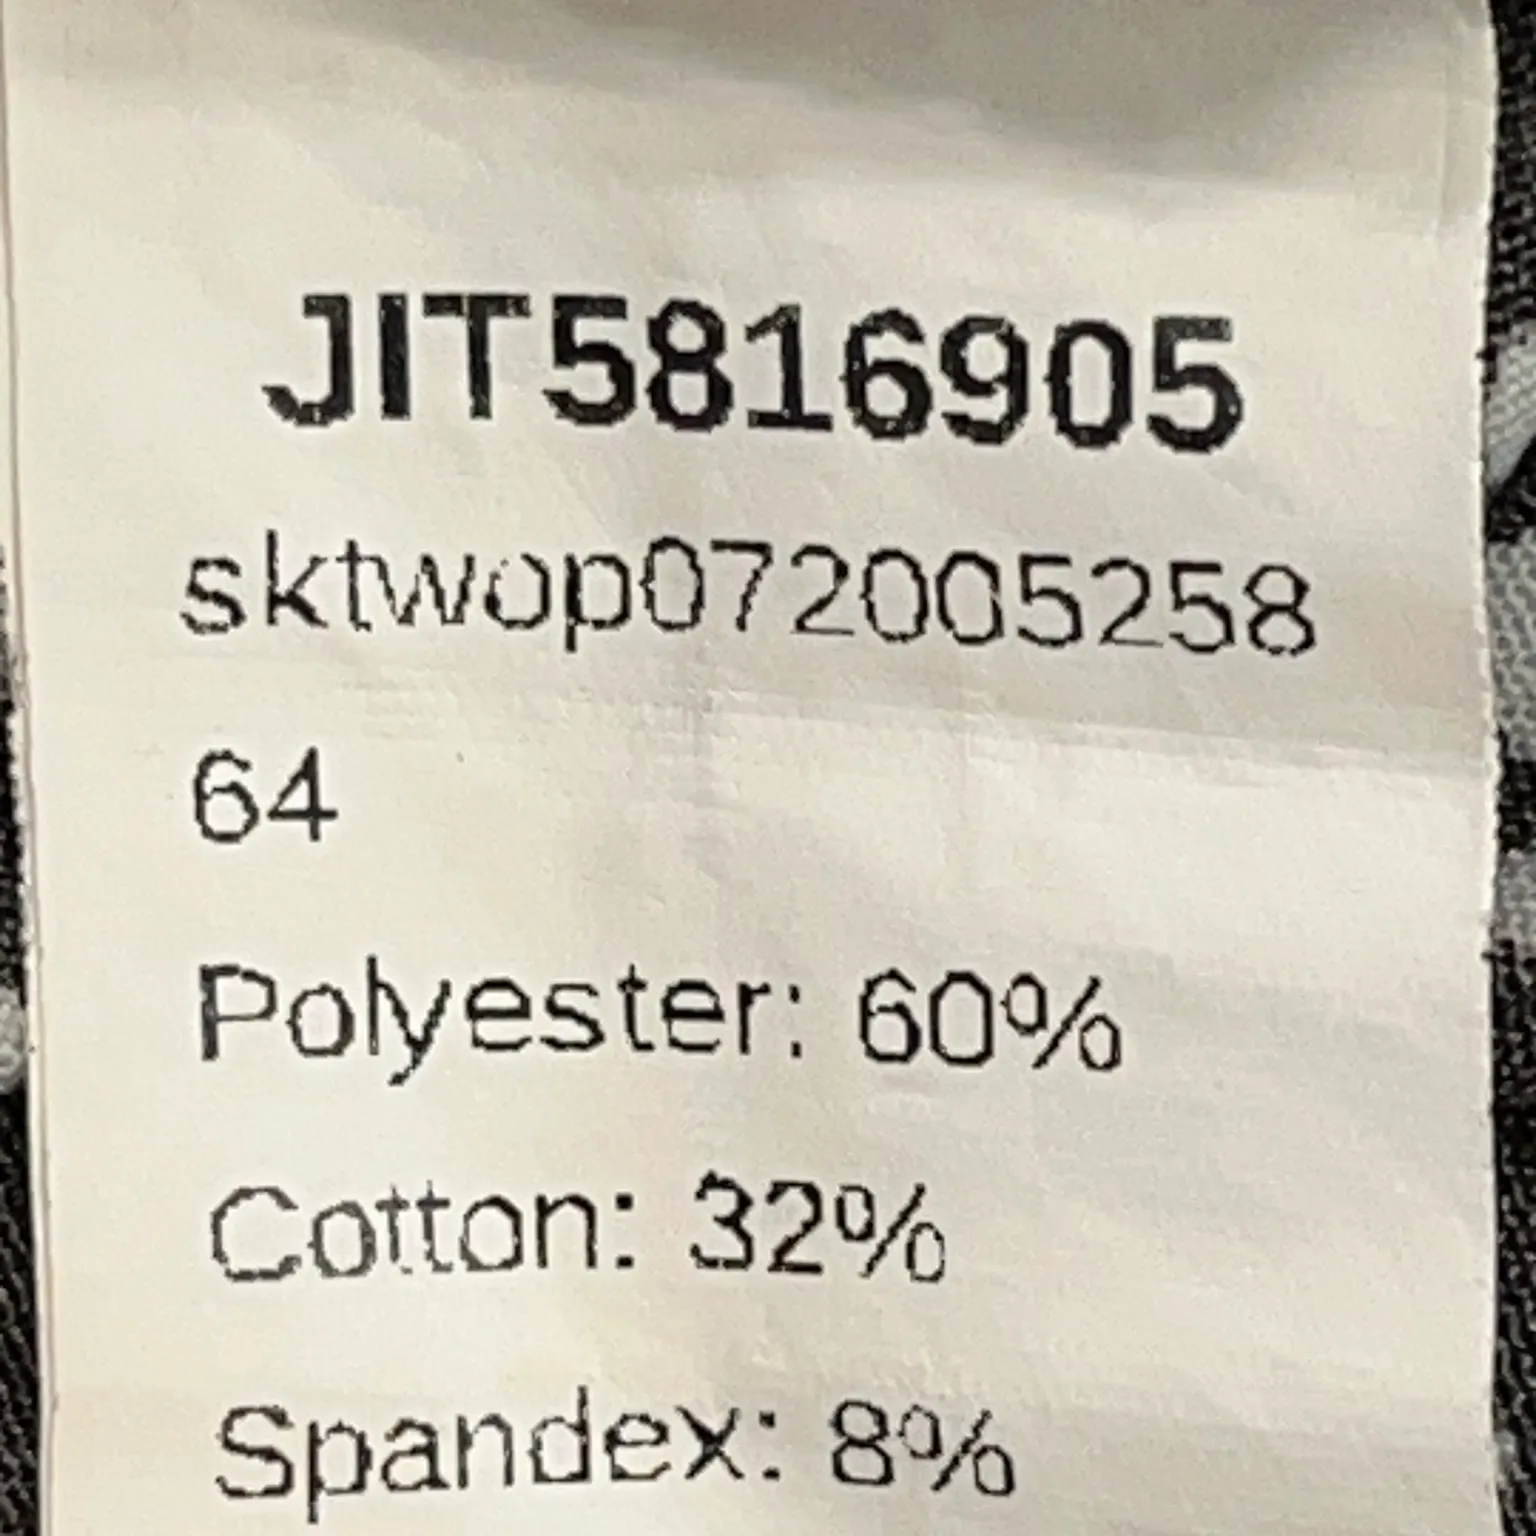 JIT5816905
sktwop072005258
64
Polyester: 60%
Cotton: 32%
Spandex: 8%